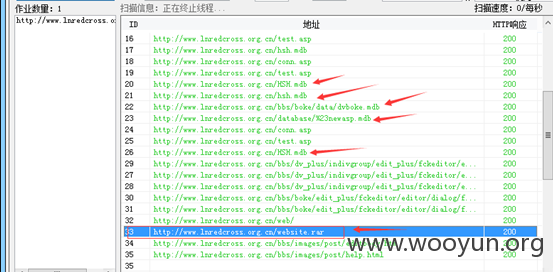 作业数量: 1
扫描信息: 正在终止线程...
扫描速度: 0/每秒
http://www.lnredcross.o
ID 地址 HTTP响应
16 http://www.lnredcross.org.cn/test.asp 200
17 http://www.lnredcross.org.cn/hsh.mdb 200
18 http://www.lnredcross.org.cn/conn.asp 200
19 http://www.lnredcross.org.cn/test.asp 200
20 http://www.lnredcross.org.cn/HSH.mdb 200
21 http://www.lnredcross.org.cn/hsh.mdb 200
22 http://www.lnredcross.org.cn/bbs/boke/data/dvboke.mdb 200
23 http://www.lnredcross.org.cn/database/%23newasp.mdb 200
24 http://www.lnredcross.org.cn/conn.asp 200
25 http://www.lnredcross.org.cn/test.asp 200
26 http://www.lnredcross.org.cn/HSH.mdb 200
29 http://www.lnredcross.org.cn/bbs/dv_plus/indivgroup/edit_plus/fckeditor/e... 200
28 http://www.lnredcross.org.cn/bbs/dv_plus/indivgroup/edit_plus/fckeditor/e... 200
27 http://www.lnredcross.org.cn/bbs/dv_plus/indivgroup/edit_plus/fckeditor/e... 200
30 http://www.lnredcross.org.cn/bbs/boke/edit_plus/fckeditor/editor/dialog/f... 200
31 http://www.lnredcross.org.cn/bbs/boke/edit_plus/fckeditor/editor/dialog/f... 200
32 http://www.lnredcross.org.cn/web/ 200
33 http://www.lnredcross.org.cn/website.rar 200
34 http://www.lnredcross.org.cn/bbs/images/post/ 200
35 http://www.lnredcross.org.cn/bbs/images/post/help.html 200
35
www.wooyun.org